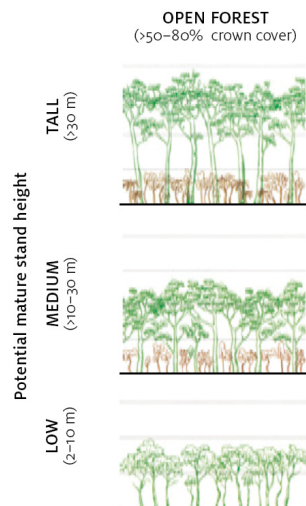 OPEN FOREST
(>50–80% crown cover)
Potential mature stand height
TALL
(>30 m)
MEDIUM
(>10–30 m)
LOW
(2–10 m)